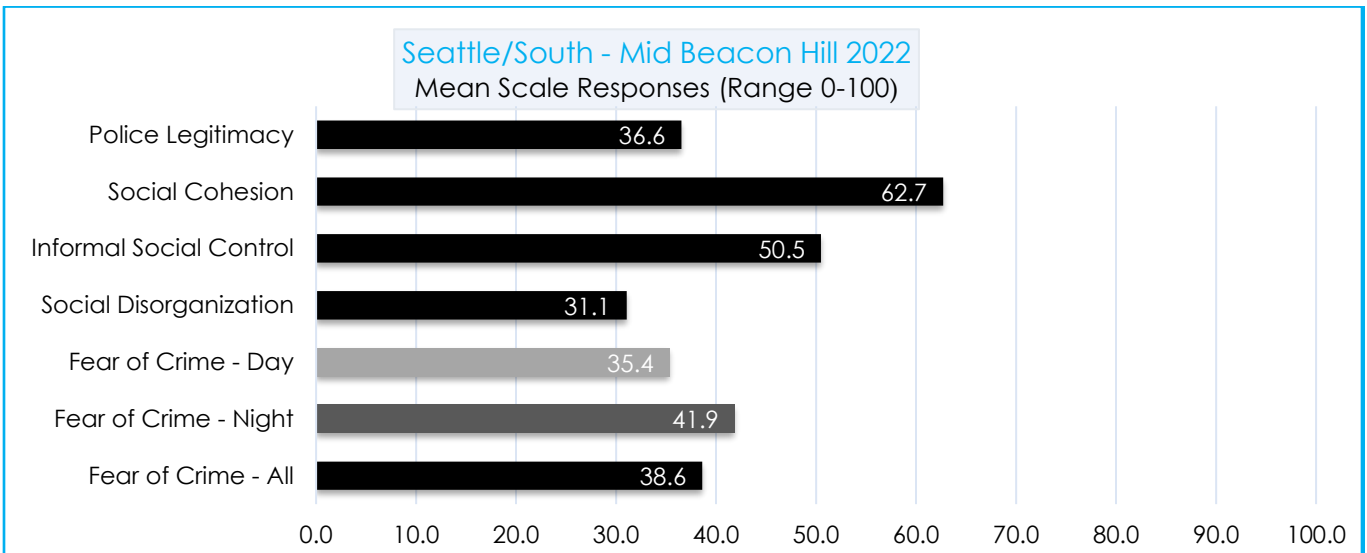 Seattle/South - Mid Beacon Hill 2022
Mean Scale Responses (Range 0-100)
Police Legitimacy 36.6
Social Cohesion 62.7
Informal Social Control 50.5
Social Disorganization 31.1
Fear of Crime - Day 35.4
Fear of Crime - Night 41.9
Fear of Crime - All 38.6
0.0 10.0 20.0 30.0 40.0 50.0 60.0 70.0 80.0 90.0 100.0